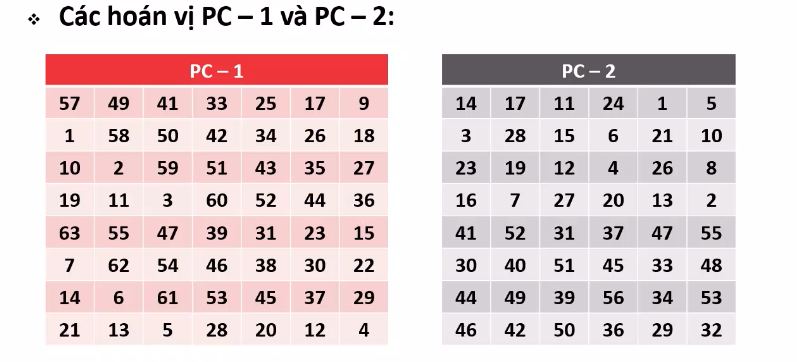 ❖ Các hoán vị PC – 1 và PC – 2:
PC – 1
57 49 41 33 25 17 9
1 58 50 42 34 26 18
10 2 59 51 43 35 27
19 11 3 60 52 44 36
63 55 47 39 31 23 15
7 62 54 46 38 30 22
14 6 61 53 45 37 29
21 13 5 28 20 12 4
PC – 2
14 17 11 24 1 5
3 28 15 6 21 10
23 19 12 4 26 8
16 7 27 20 13 2
41 52 31 37 47 55
30 40 51 45 33 48
44 49 39 56 34 53
46 42 50 36 29 32